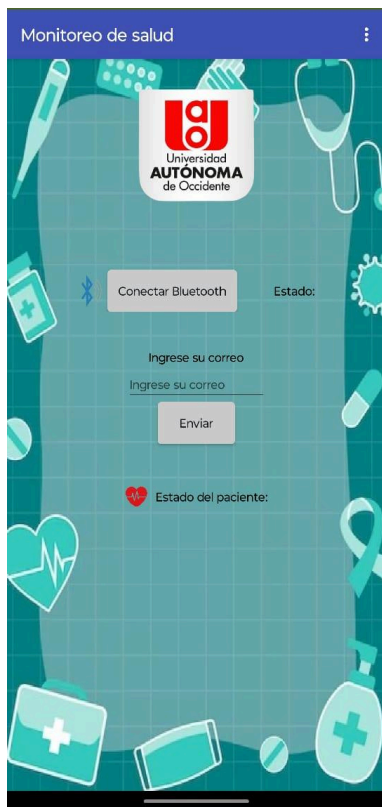 Monitoreo de salud
Universidad
AUTÓNOMA
de Occidente
Conectar Bluetooth
Estado:
Ingrese su correo
Ingrese su correo
Enviar
Estado del paciente: